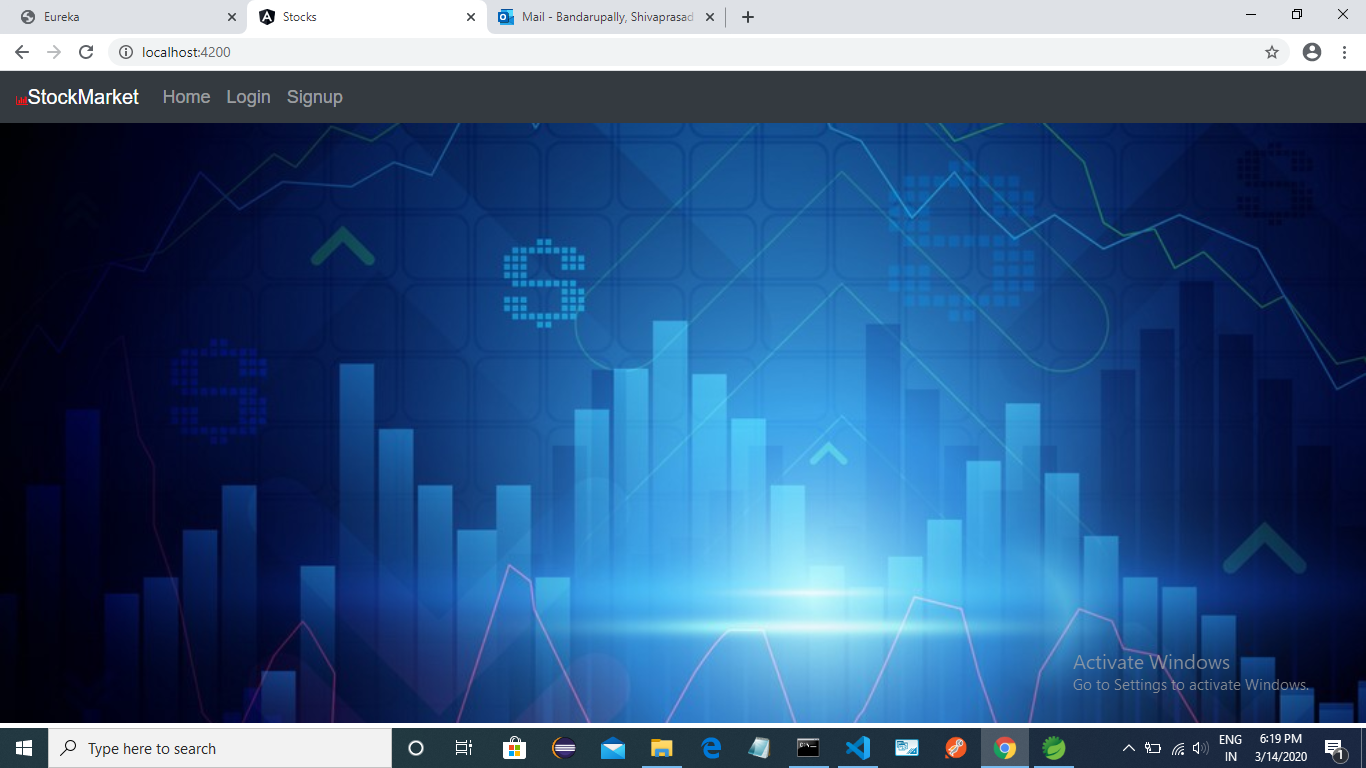 Eureka
Stocks
Mail - Bandarupally, Shivaprasad
localhost:4200
StockMarket Home Login Signup
Activate Windows
Go to Settings to activate Windows.
Type here to search
ENG
IN
6:19 PM
3/14/2020
1